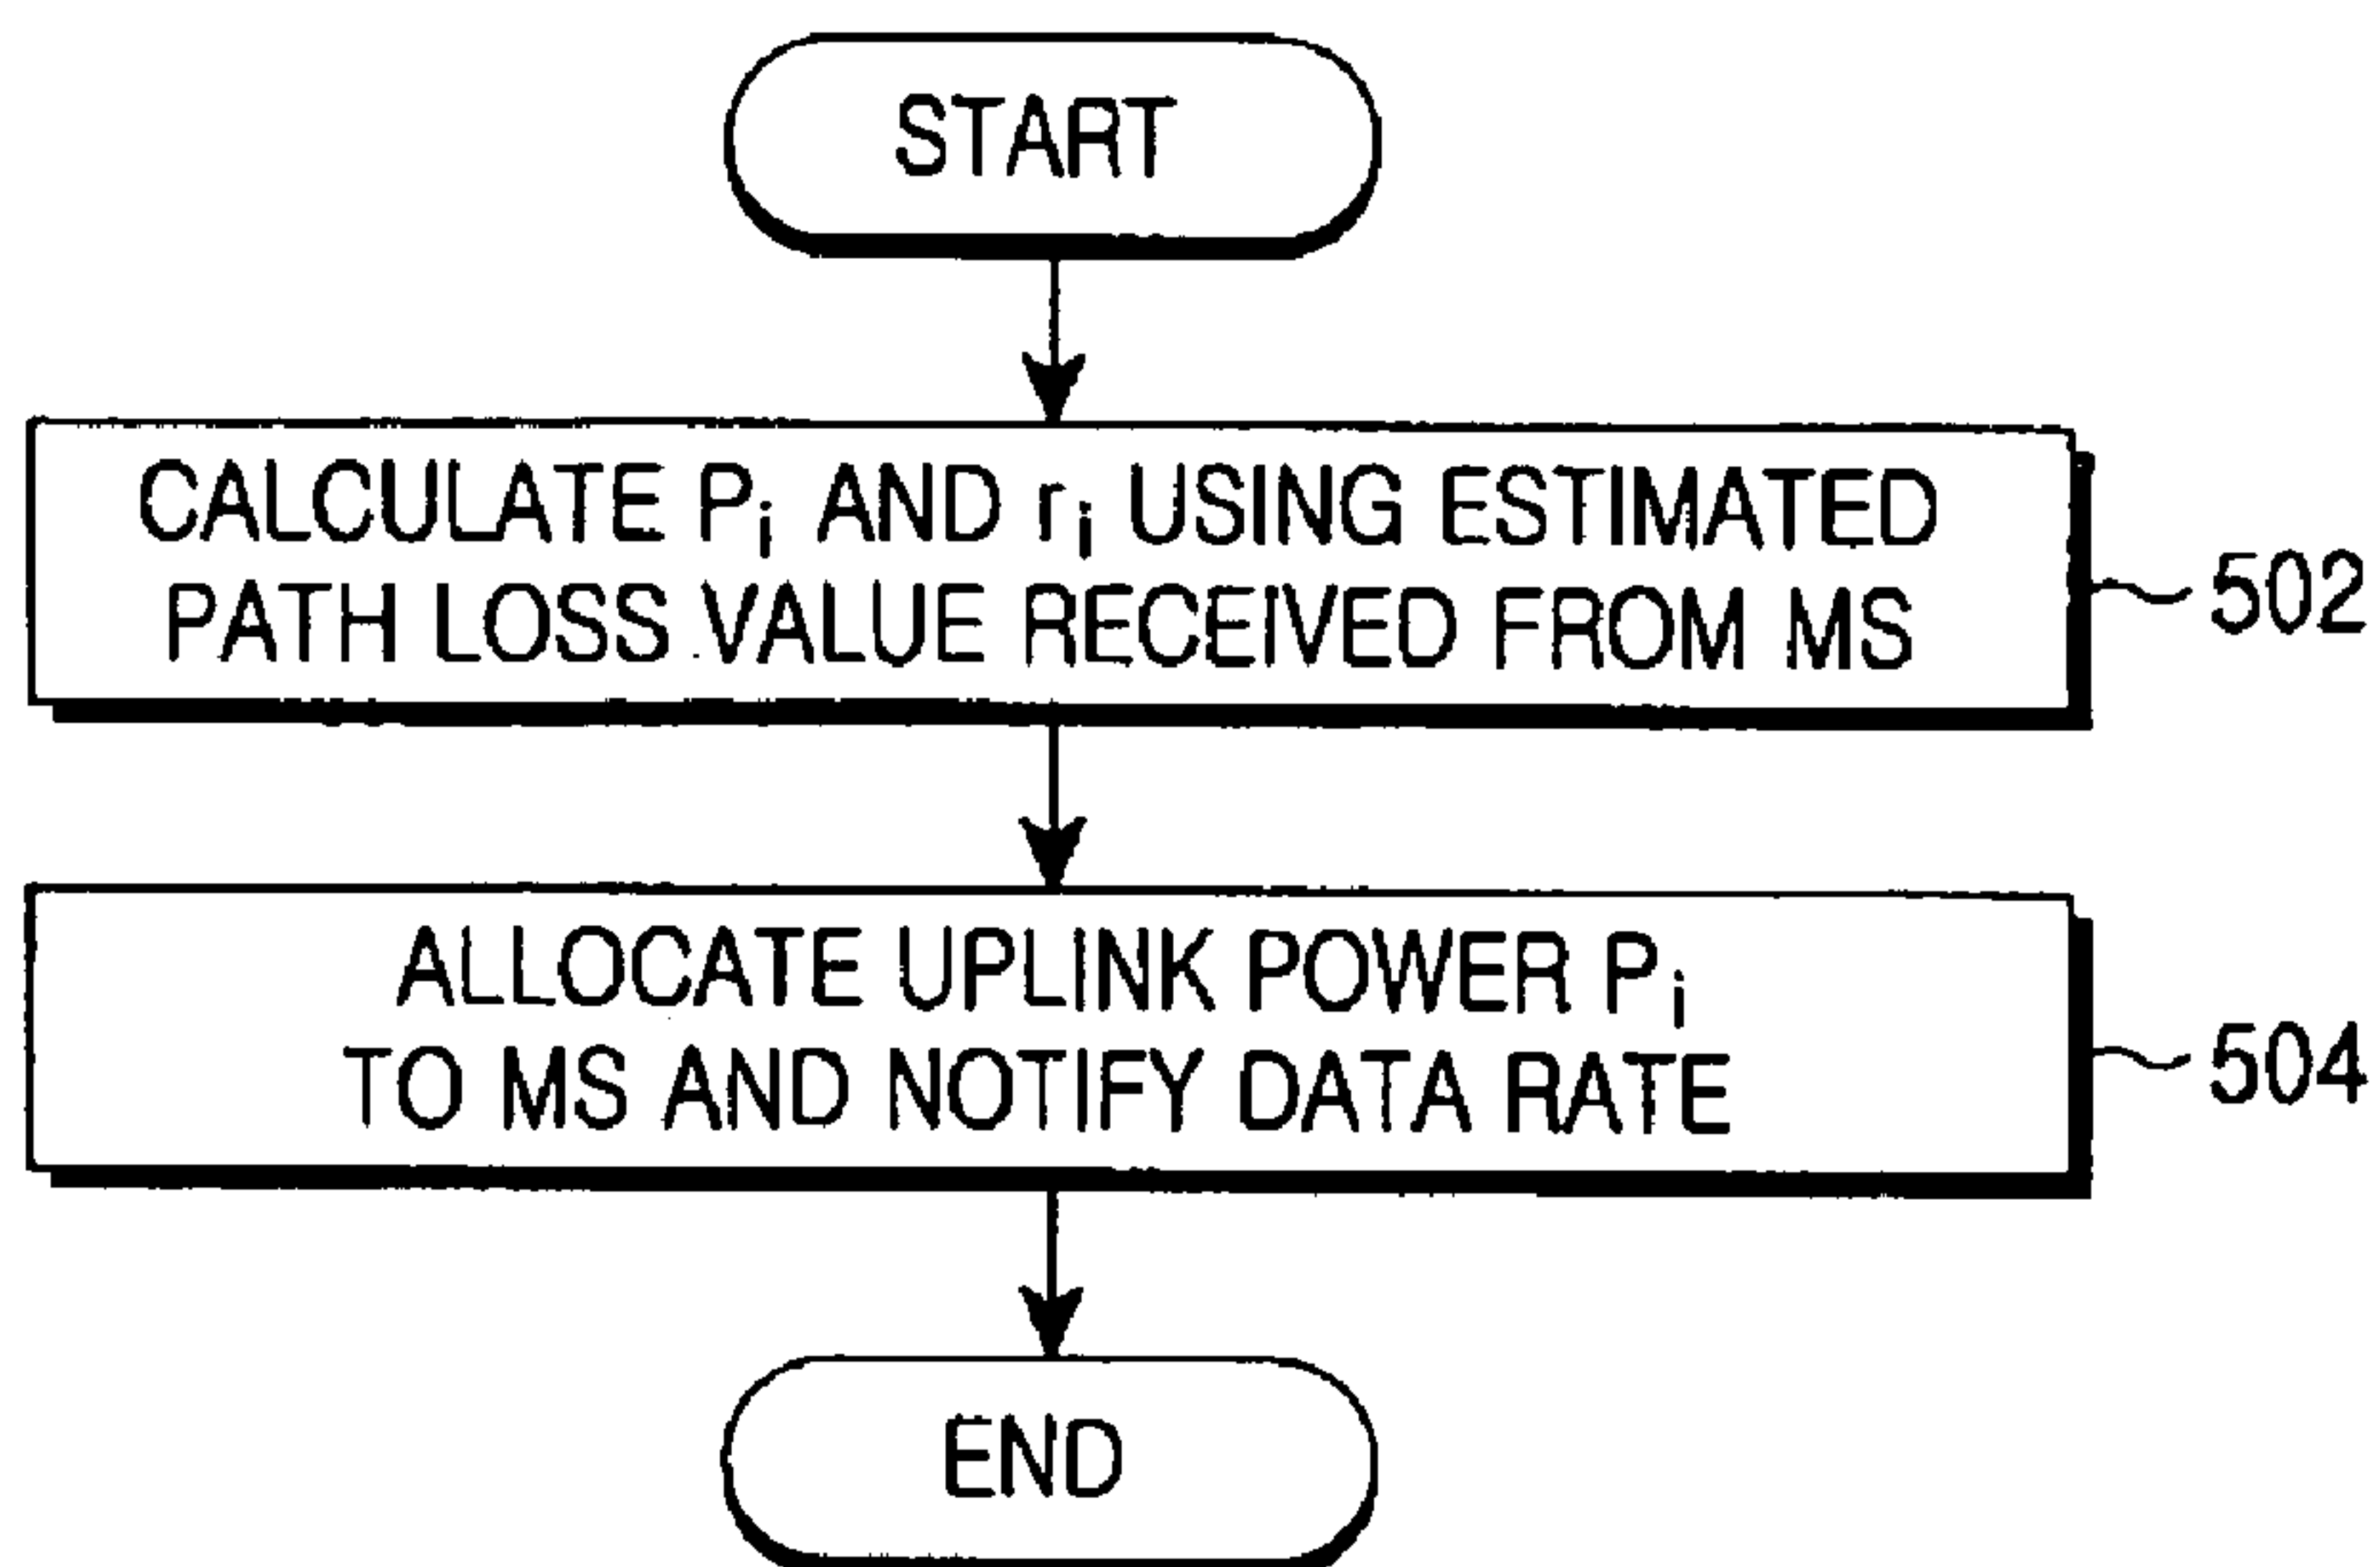 START
CALCULATE Pᵢ AND rᵢ USING ESTIMATED
PATH LOSS VALUE RECEIVED FROM MS
502
ALLOCATE UPLINK POWER Pᵢ
TO MS AND NOTIFY DATA RATE
504
END